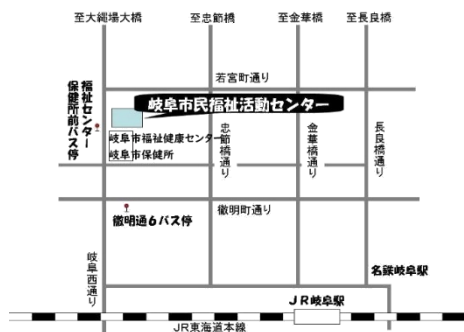 至大縄場大橋
至忠節橋
至金華橋
至長良橋
若宮町通り
福祉センター
保健所前バス停
岐阜市民福祉活動センター
岐阜市福祉健康センター
岐阜市保健所
忠節橋通り
金華橋通り
長良橋通り
徹明町通り
徹明通6バス停
岐阜西通り
名鉄岐阜駅
JR岐阜駅
JR東海道本線